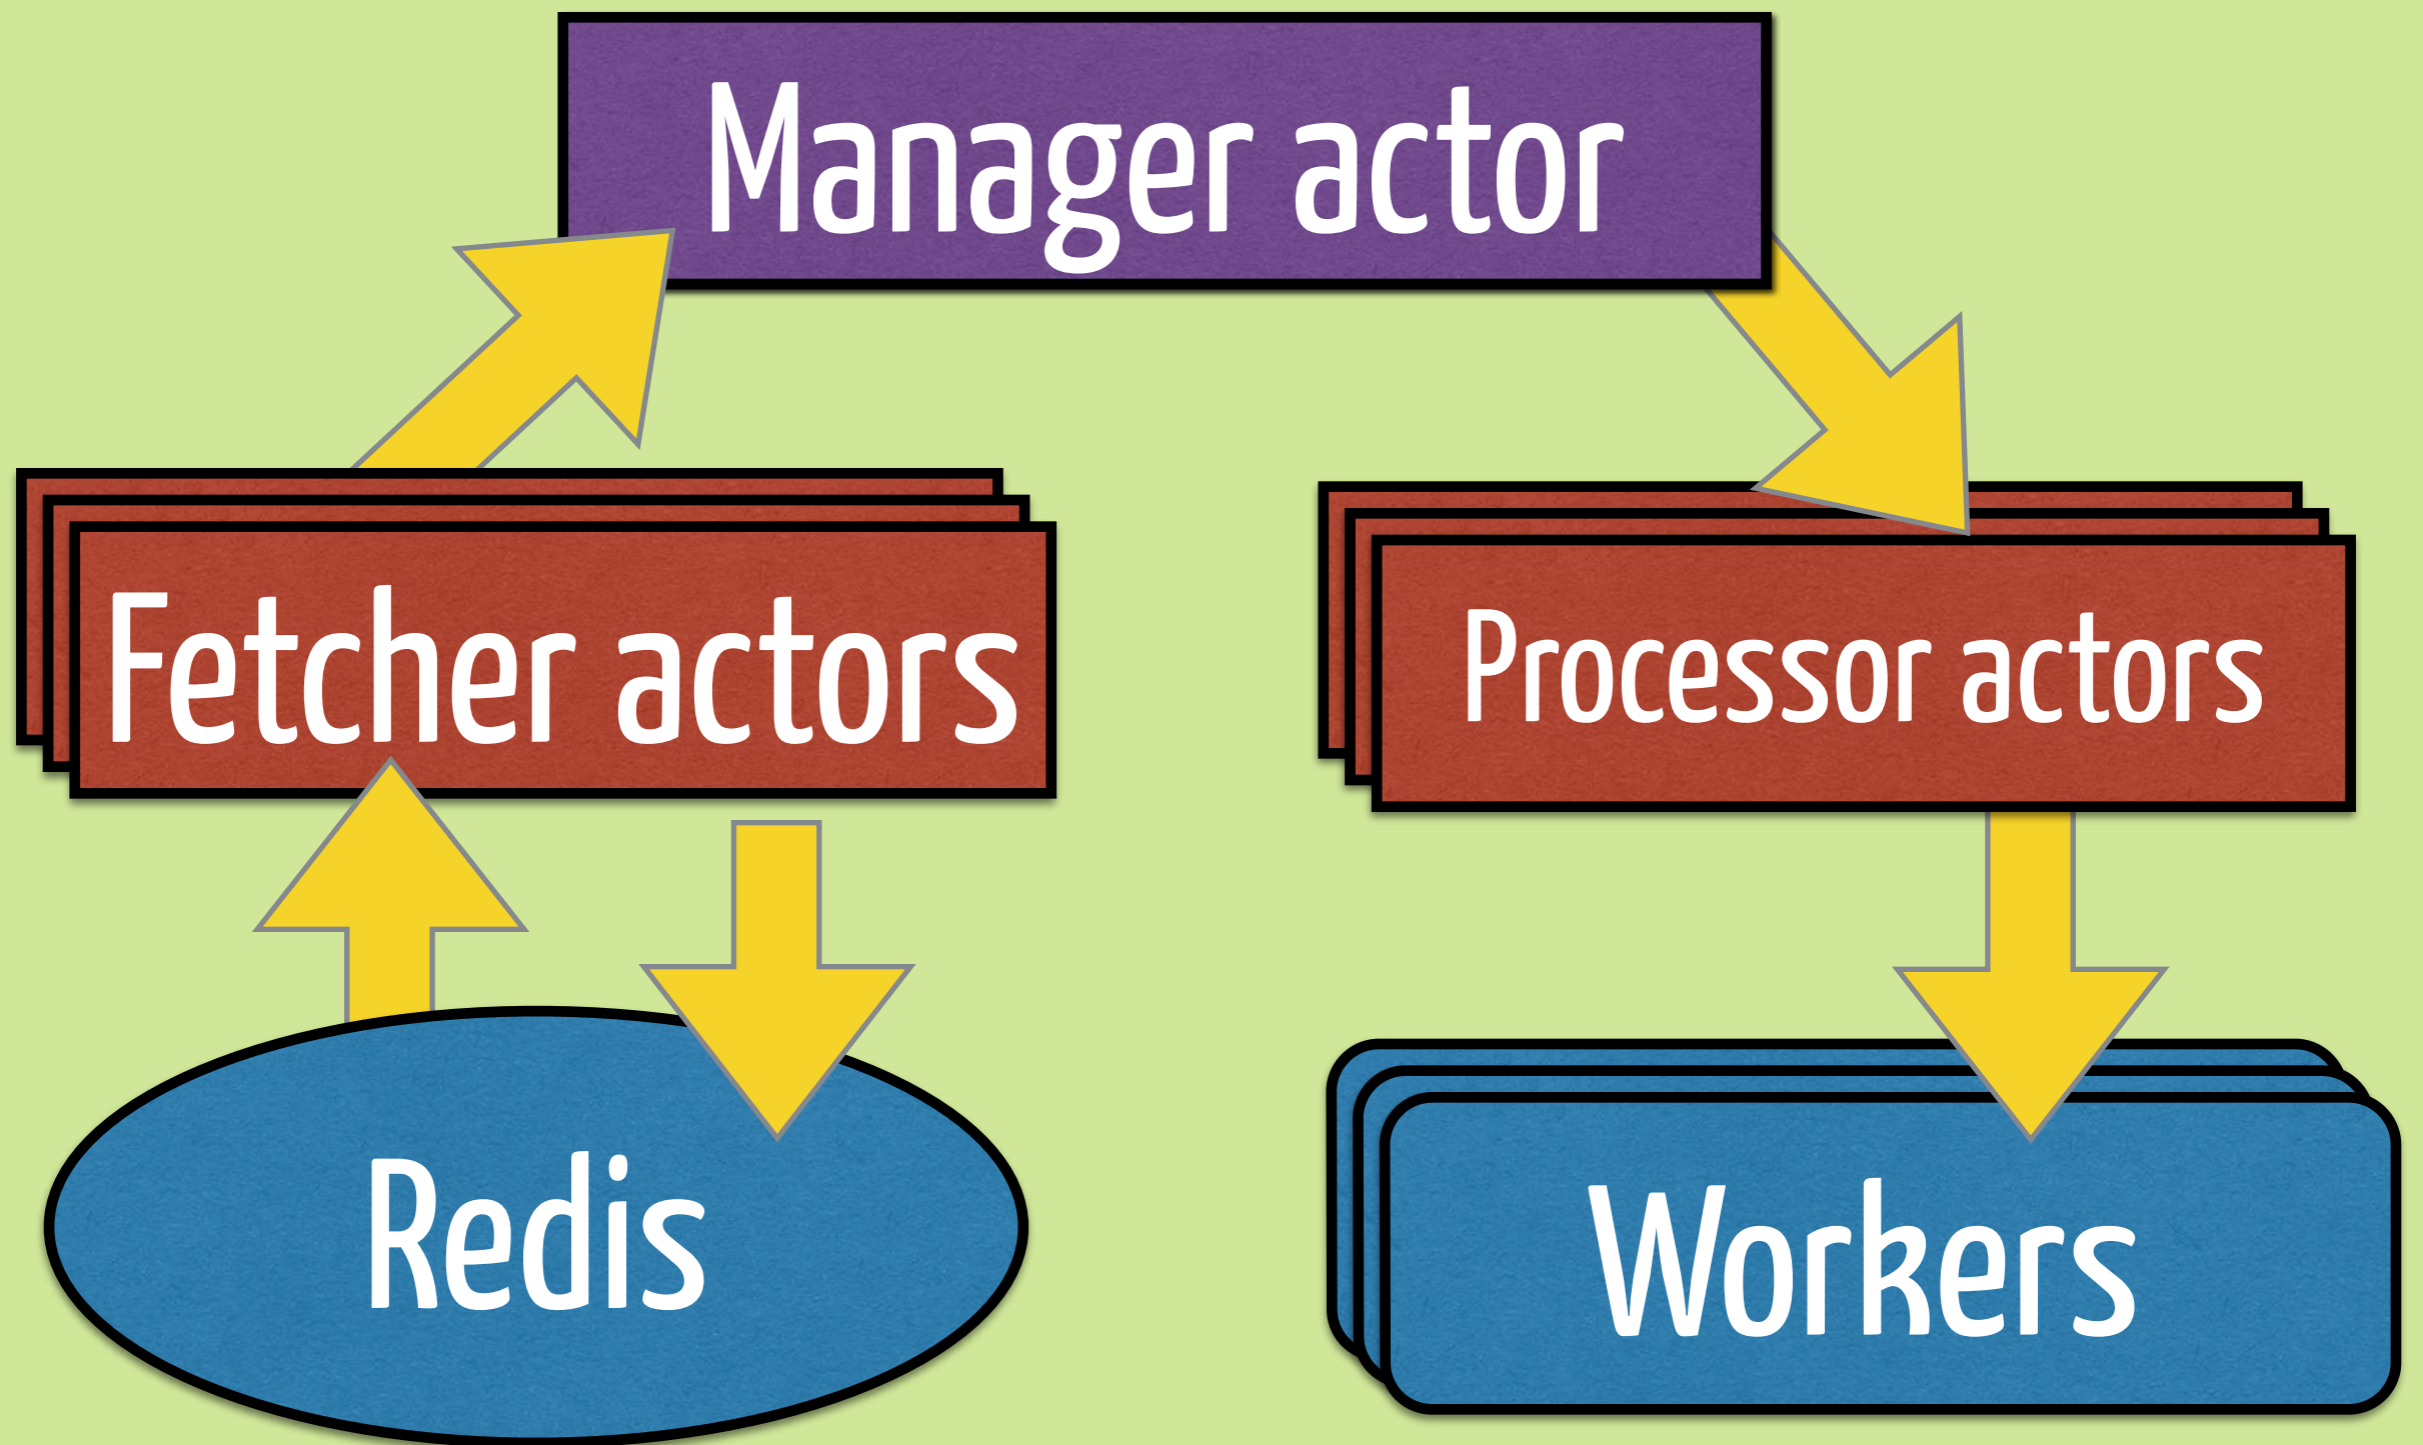 Manager actor
Fetcher actors
Processor actors
Redis
Workers